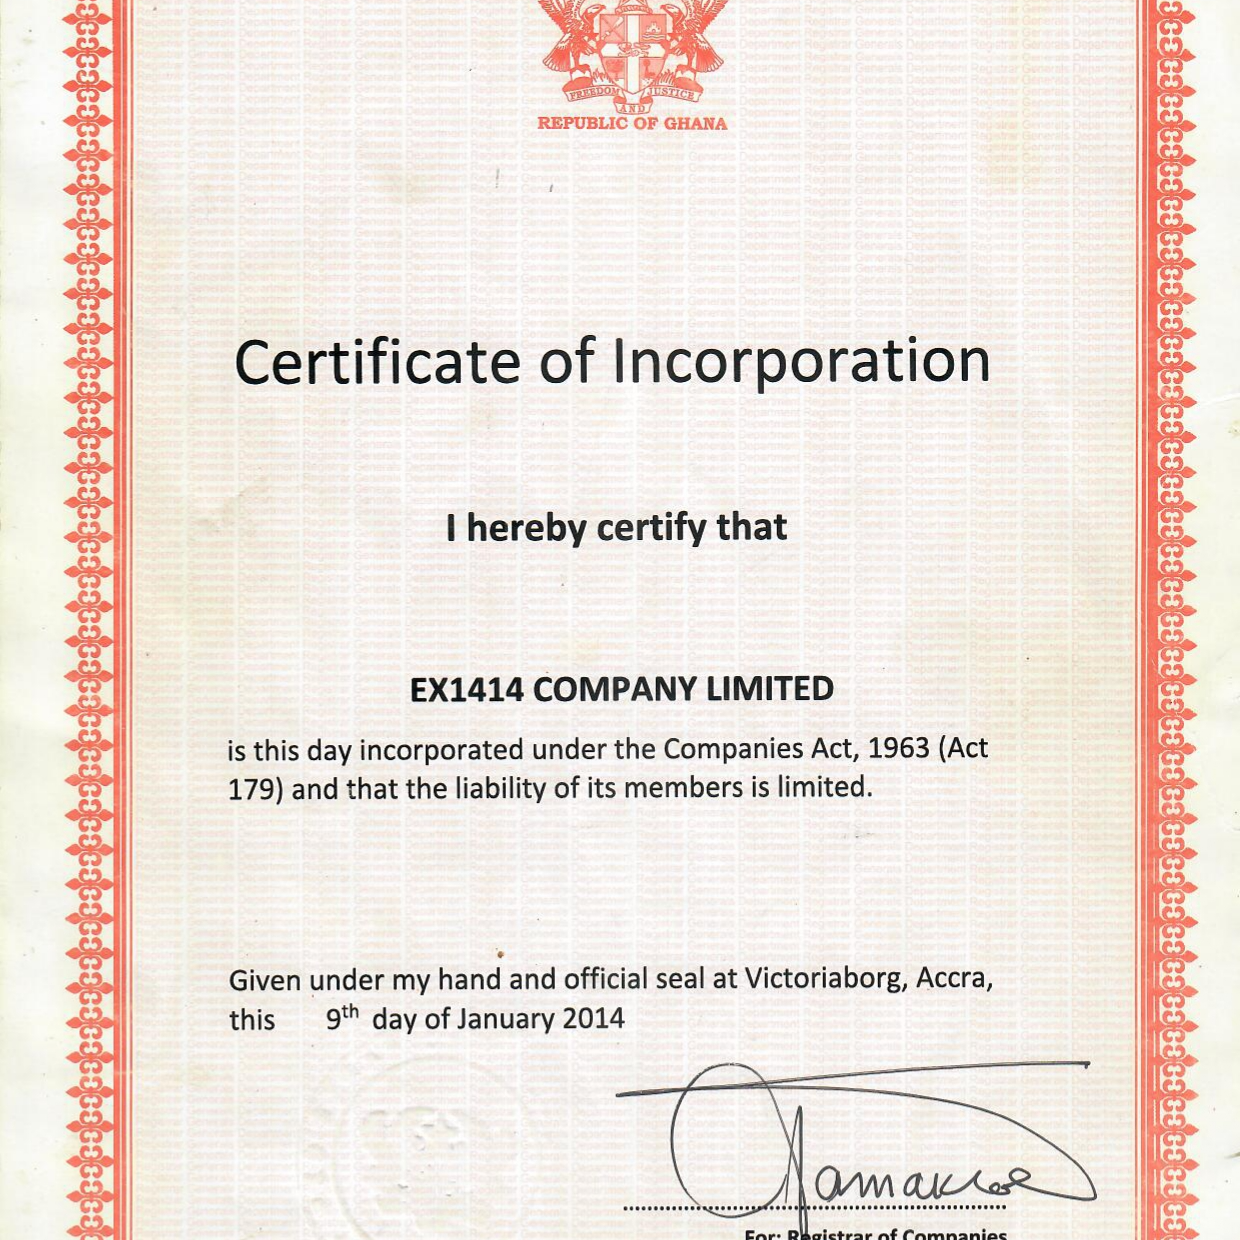 FREEDOM AND JUSTICE
REPUBLIC OF GHANA
Certificate of Incorporation
I hereby certify that
EX1414 COMPANY LIMITED
is this day incorporated under the Companies Act, 1963 (Act
179) and that the liability of its members is limited.
Given under my hand and official seal at Victoriaborg, Accra,
this 9th day of January 2014
For: Registrar of Companies